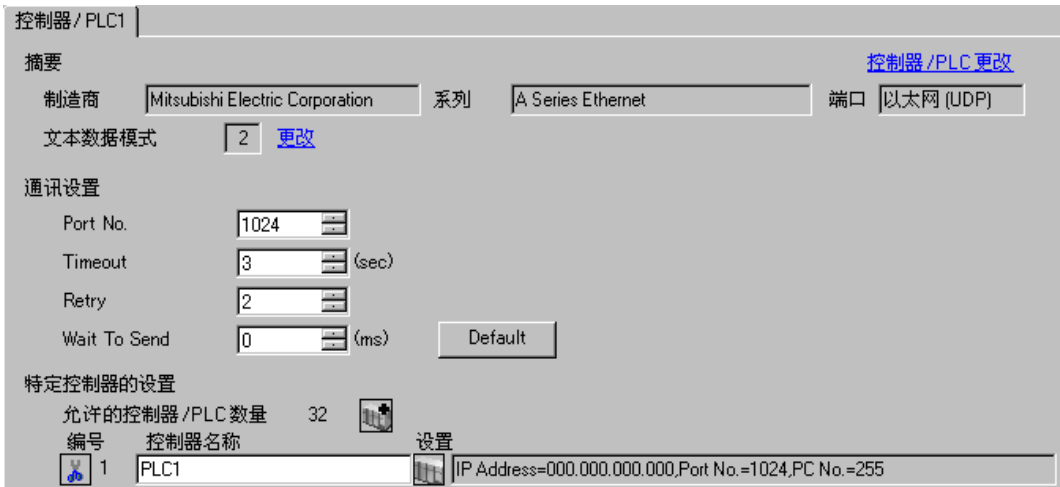 控制器/PLC1
摘要 控制器/PLC更改
制造商 Mitsubishi Electric Corporation 系列 A Series Ethernet 端口 以太网 (UDP)
文本数据模式 2 更改
通讯设置
Port No. 1024
Timeout 3 (sec)
Retry 2
Wait To Send 0 (ms) Default
特定控制器的设置
允许的控制器/PLC数量 32
编号 控制器名称 设置
1 PLC1 IP Address=000.000.000.000,Port No.=1024,PC No.=255